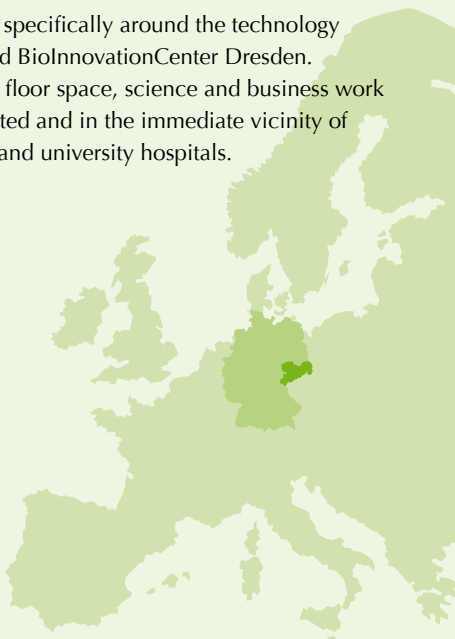 specifically around the technology
BioInnovationCenter Dresden.
floor space, science and business work
and in the immediate vicinity of
and university hospitals.